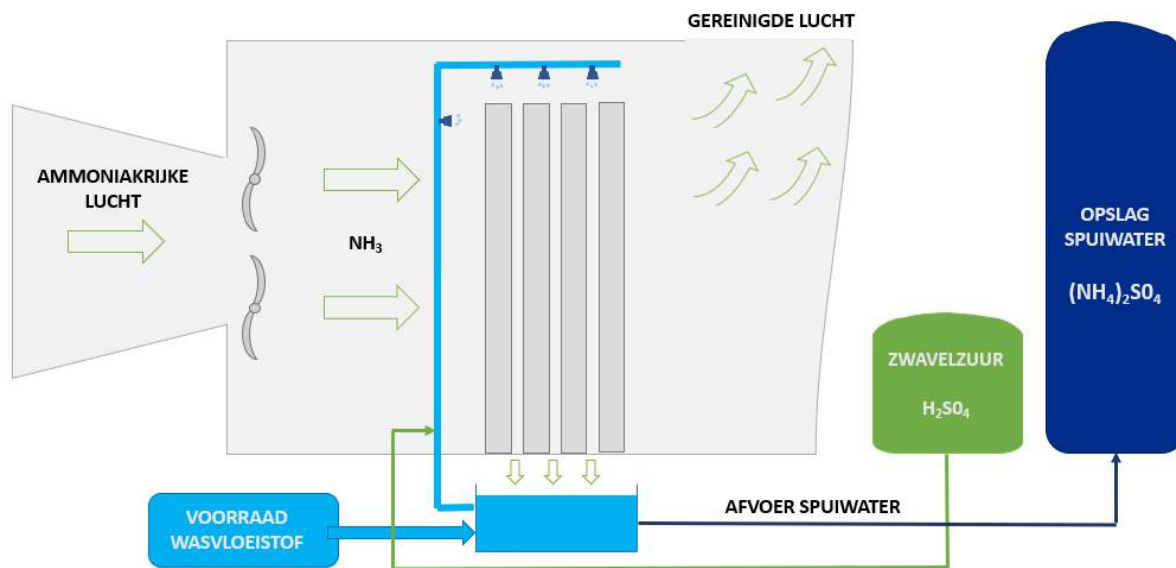 GEREINIGDE LUCHT
AMMONIAKRIJKE
LUCHT
NH₃
OPSLAG
SPUIWATER
(NH₄)₂S0₄
ZWAVELZUUR
H₂S0₄
VOORRAAD
WASVLOEISTOF
AFVOER SPUIWATER